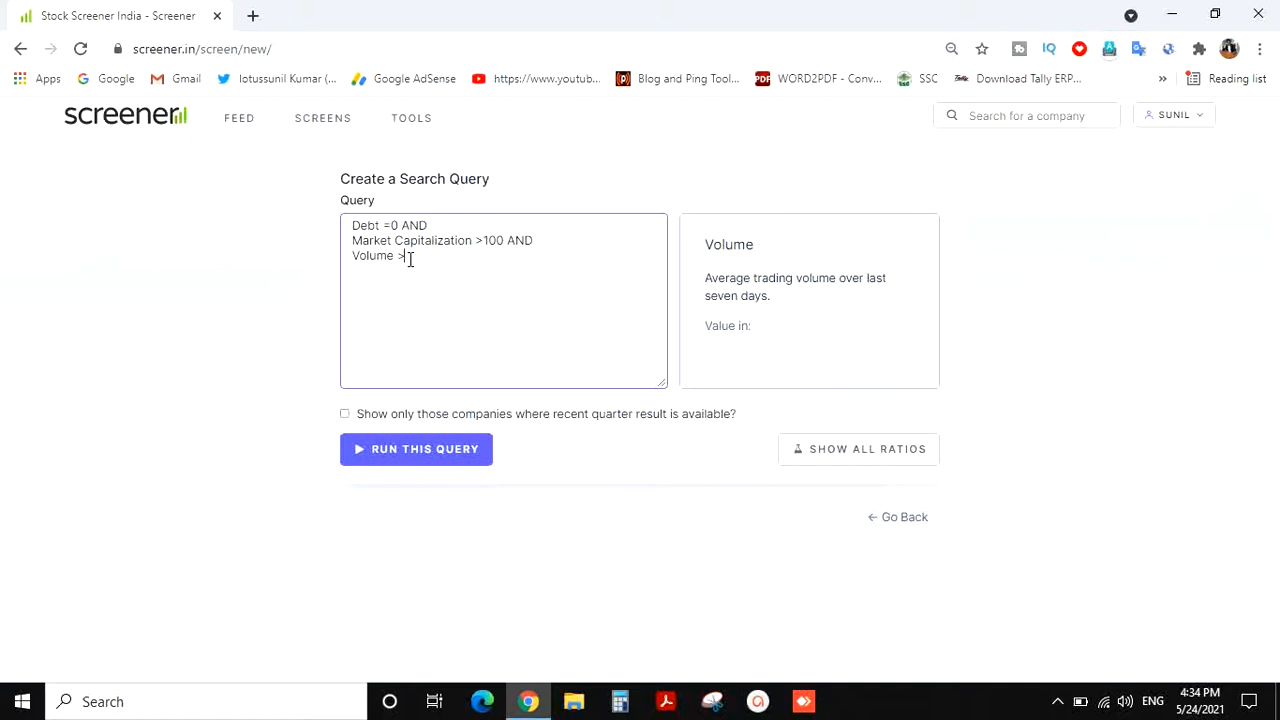 Stock Screener India - Screener
screener.in/screen/new/
Apps
Google
Gmail
lotussunil Kumar (...
Google AdSense
https://www.youtub...
Blog and Ping Tool...
WORD2PDF - Conv...
SSC
Download Tally ERP...
»
Reading list
screener
FEED
SCREENS
TOOLS
Search for a company
SUNIL
Create a Search Query
Query
Debt =0 AND
Market Capitalization >100 AND
Volume >
Volume
Average trading volume over last
seven days.
Value in:
Show only those companies where recent quarter result is available?
RUN THIS QUERY
SHOW ALL RATIOS
← Go Back
Search
ENG
4:34 PM
5/24/2021